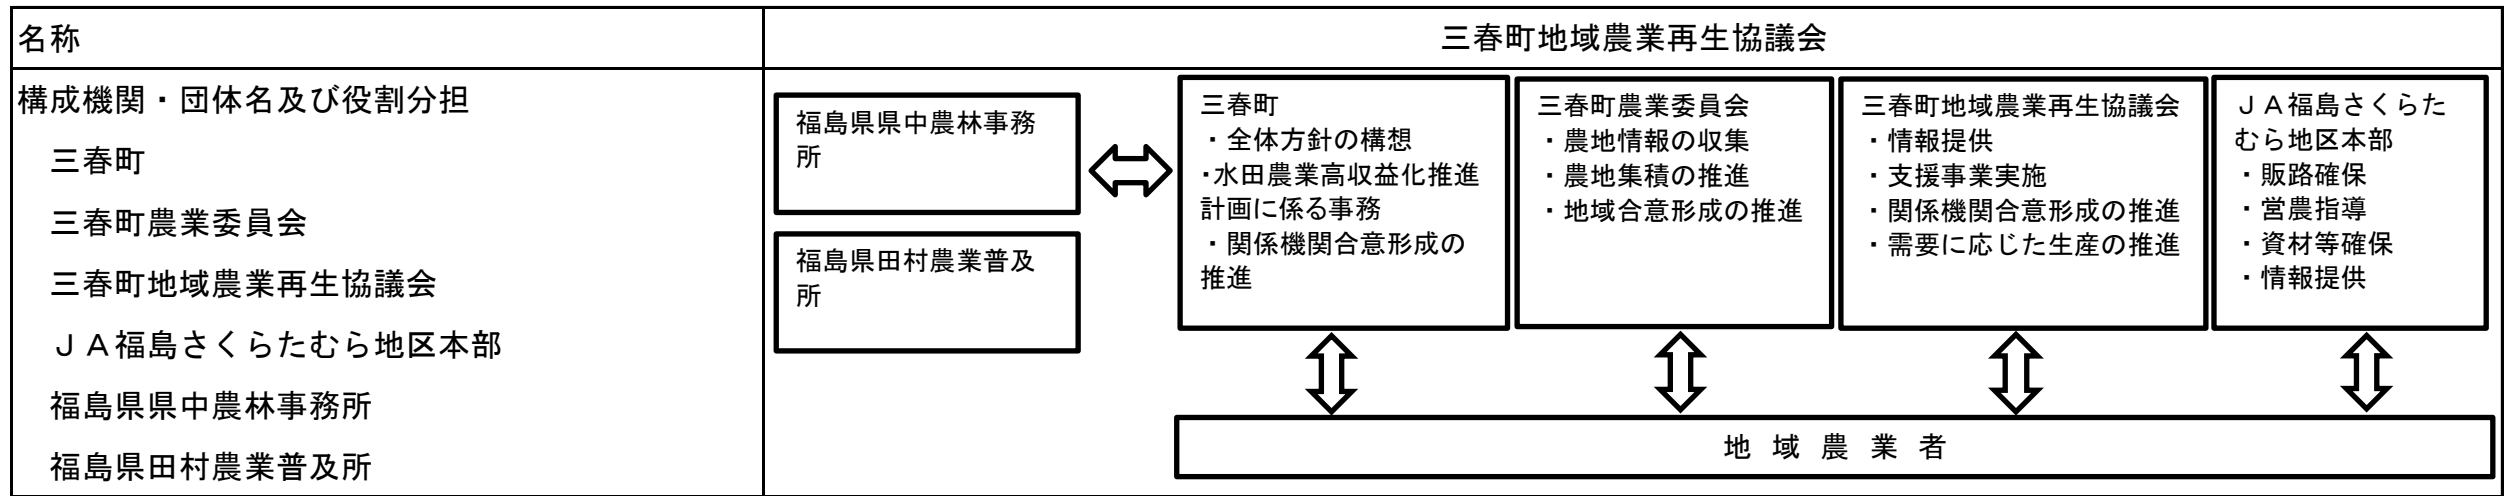 名称
三春町地域農業再生協議会
構成機関・団体名及び役割分担
三春町
三春町農業委員会
三春町地域農業再生協議会
ＪＡ福島さくらたむら地区本部
福島県県中農林事務所
福島県田村農業普及所
福島県県中農林事務
所
福島県田村農業普及
所
三春町
・全体方針の構想
・水田農業高収益化推進
計画に係る事務
・関係機関合意形成の
推進
三春町農業委員会
・農地情報の収集
・農地集積の推進
・地域合意形成の推進
三春町地域農業再生協議会
・情報提供
・支援事業実施
・関係機関合意形成の推進
・需要に応じた生産の推進
ＪＡ福島さくらた
むら地区本部
・販路確保
・営農指導
・資材等確保
・情報提供
地 域 農 業 者